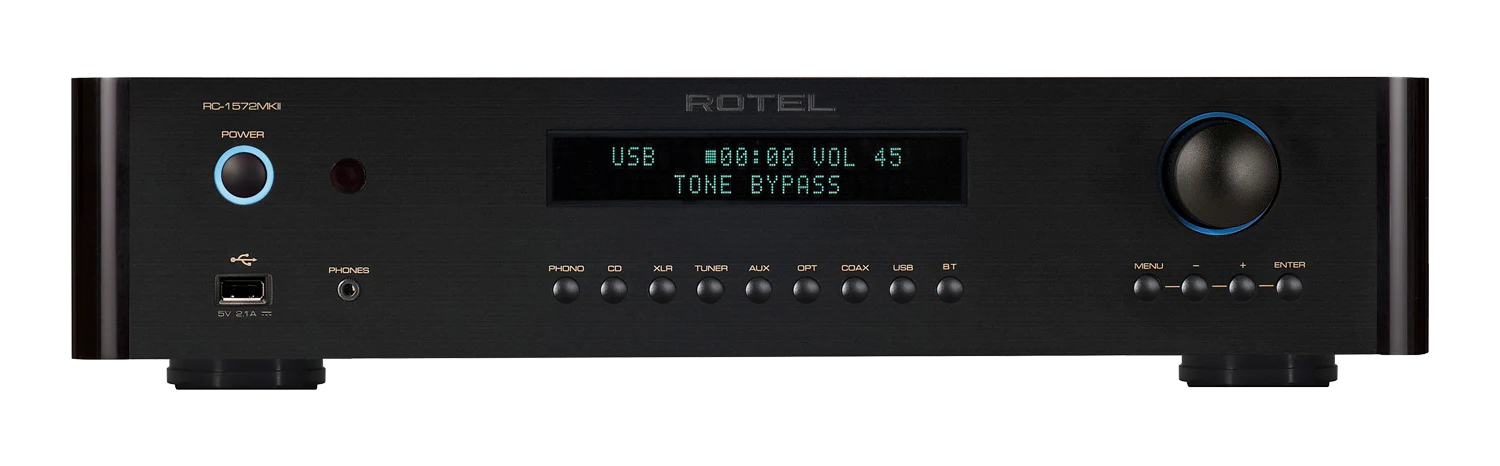 ROTEL
RC-1572MKII
POWER
USB 00:00 VOL 45
TONE BYPASS
5V 2.1A
PHONES
PHONO CD XLR TUNER AUX OPT COAX USB BT
MENU - + ENTER